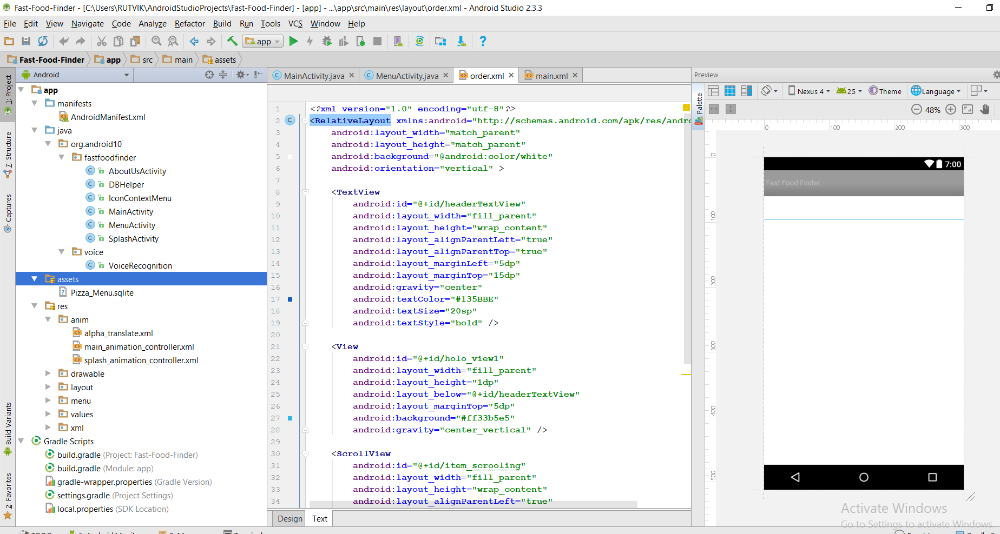 Fast-Food-Finder - [C:\Users\RUTVIK\AndroidStudioProjects\Fast-Food-Finder] - [app] - ...\app\src\main\res\layout\order.xml - Android Studio 2.3.3
File Edit View Navigate Code Analyze Refactor Build Run Tools VCS Window Help
app
Fast-Food-Finder app src main assets
1: Project
Z: Structure
Captures
Build Variants
2: Favorites
Android
app
manifests
AndroidManifest.xml
java
org.android10
fastfoodfinder
AboutUsActivity
DBHelper
IconContextMenu
MainActivity
MenuActivity
SplashActivity
voice
VoiceRecognition
assets
Pizza_Menu.sqlite
res
anim
alpha_translate.xml
main_animation_controller.xml
splash_animation_controller.xml
drawable
layout
menu
values
xml
Gradle Scripts
build.gradle (Project: Fast-Food-Finder)
build.gradle (Module: app)
gradle-wrapper.properties (Gradle Version)
settings.gradle (Project Settings)
local.properties (SDK Location)
MainActivity.java MenuActivity.java order.xml main.xml
1 <?xml version="1.0" encoding="utf-8"?>
2 <RelativeLayout xmlns:android="http://schemas.android.com/apk/res/andro
3 android:layout_width="match_parent"
4 android:layout_height="match_parent"
5 android:background="@android:color/white"
6 android:orientation="vertical" >
7
8 <TextView
9 android:id="@+id/headerTextView"
10 android:layout_width="fill_parent"
11 android:layout_height="wrap_content"
12 android:layout_alignParentLeft="true"
13 android:layout_alignParentTop="true"
14 android:layout_marginLeft="5dp"
15 android:layout_marginTop="15dp"
16 android:gravity="center"
17 android:textColor="#135BBE"
18 android:textSize="20sp"
19 android:textStyle="bold" />
20
21 <View
22 android:id="@+id/holo_view1"
23 android:layout_width="fill_parent"
24 android:layout_height="1dp"
25 android:layout_below="@+id/headerTextView"
26 android:layout_marginTop="5dp"
27 android:background="#ff33b5e5"
28 android:gravity="center_vertical" />
29
30 <ScrollView
31 android:id="@+id/item_scrooling"
32 android:layout_width="fill_parent"
33 android:layout_height="wrap_content"
34 android:layout_alignParentLeft="true"
Design Text
Preview
Palette
Nexus 4 25 Theme Language
48%
0 100 200 300
0
100
200
300
400
500
7:00
Fast Food Finder
Activate Windows
Go to Settings to activate Windows.